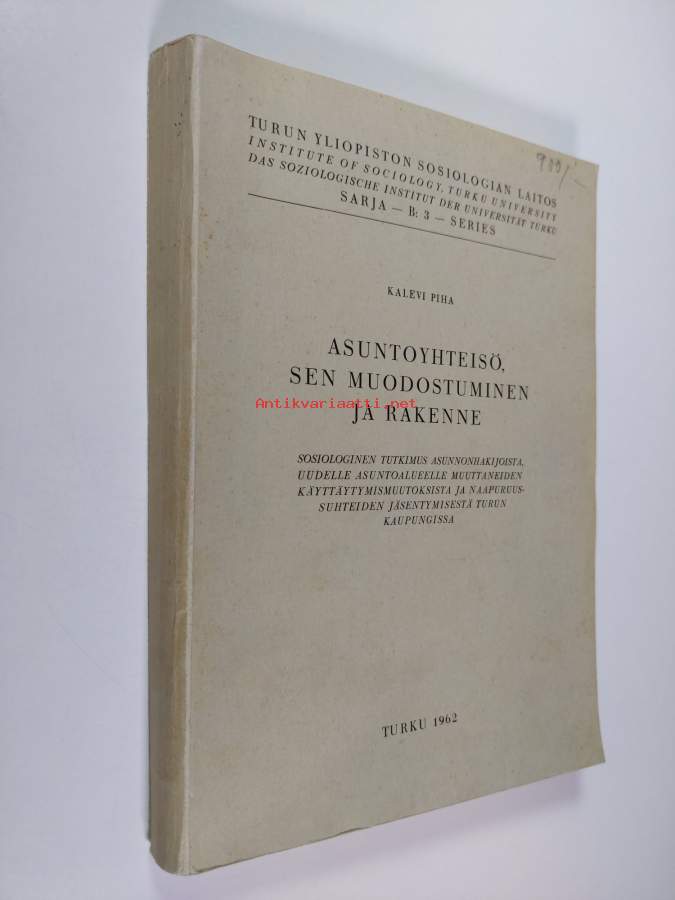 TURUN YLIOPISTON SOSIOLOGIAN LAITOS
INSTITUTE OF SOCIOLOGY, TURKU UNIVERSITY
DAS SOZIOLOGISCHE INSTITUT DER UNIVERSITÄT TURKU
SARJA — B: 3 — SERIES
KALEVI PIHA
ASUNTOYHTEISÖ,
SEN MUODOSTUMINEN
Antikvariaatti.net
JA RAKENNE
SOSIOLOGINEN TUTKIMUS ASUNNONHAKIJOISTA,
UUDELLE ASUNTOALUEELLE MUUTTANEIDEN
KÄYTTÄYTYMISMUUTOKSISTA JA NAAPURUUS-
SUHTEIDEN JÄSENTYMISESTÄ TURUN
KAUPUNGISSA
TURKU 1962